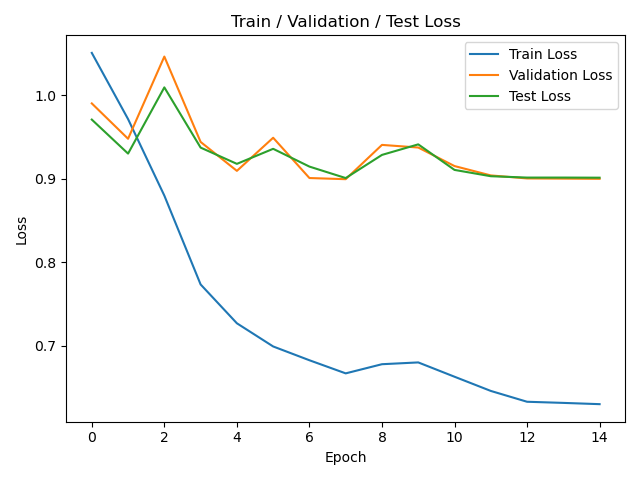 Train / Validation / Test Loss
Train Loss
Validation Loss
Test Loss
1.0
0.9
0.8
0.7
Loss
0 2 4 6 8 10 12 14
Epoch